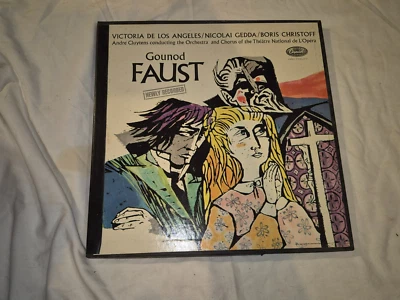 VICTORIA DE LOS ANGELES/NICOLAI GEDDA/BORIS CHRISTOFF
André Cluytens conducting the Orchestra and Chorus of the Théâtre National de L'Opéra
Gounod
FAUST
NEWLY RECORDED